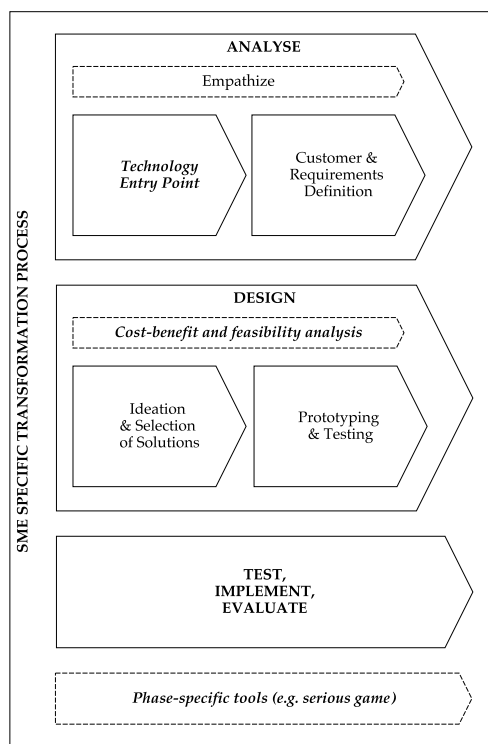 SME SPECIFIC TRANSFORMATION PROCESS
ANALYSE
Empathize
Technology
Entry Point
Customer &
Requirements
Definition
DESIGN
Cost-benefit and feasibility analysis
Ideation
& Selection
of Solutions
Prototyping
& Testing
TEST,
IMPLEMENT,
EVALUATE
Phase-specific tools (e.g. serious game)